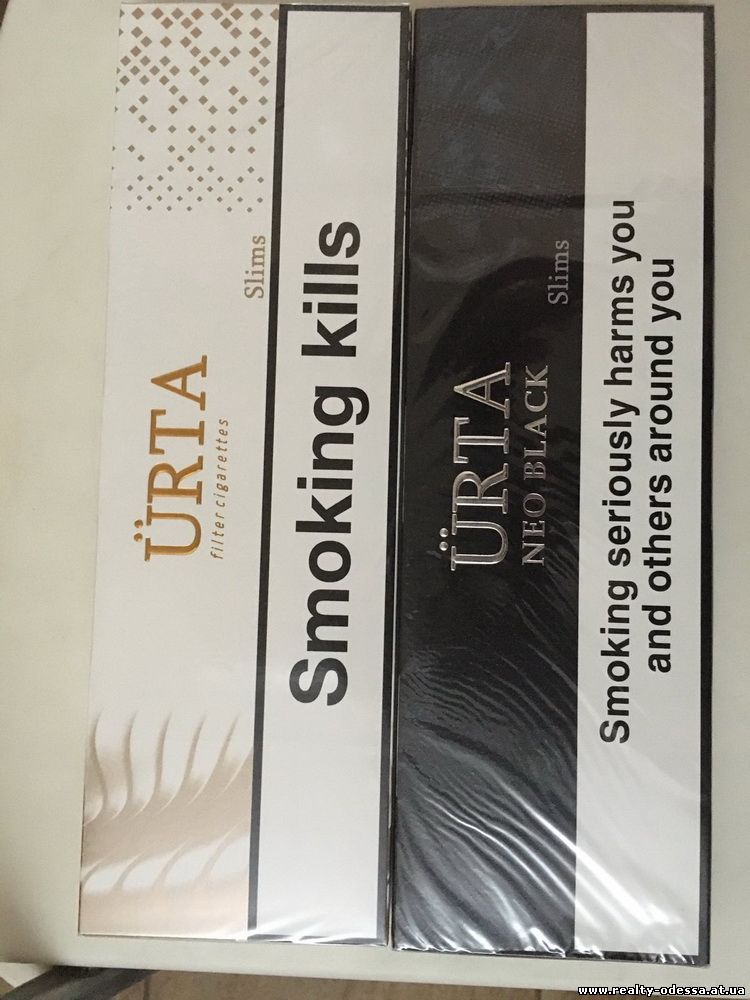 ÜRTA
filter cigarettes
Slims
Smoking kills
ÜRTA
NEO BLACK
Slims
Smoking seriously harms you
and others around you
www.realty-odessa.at.ua